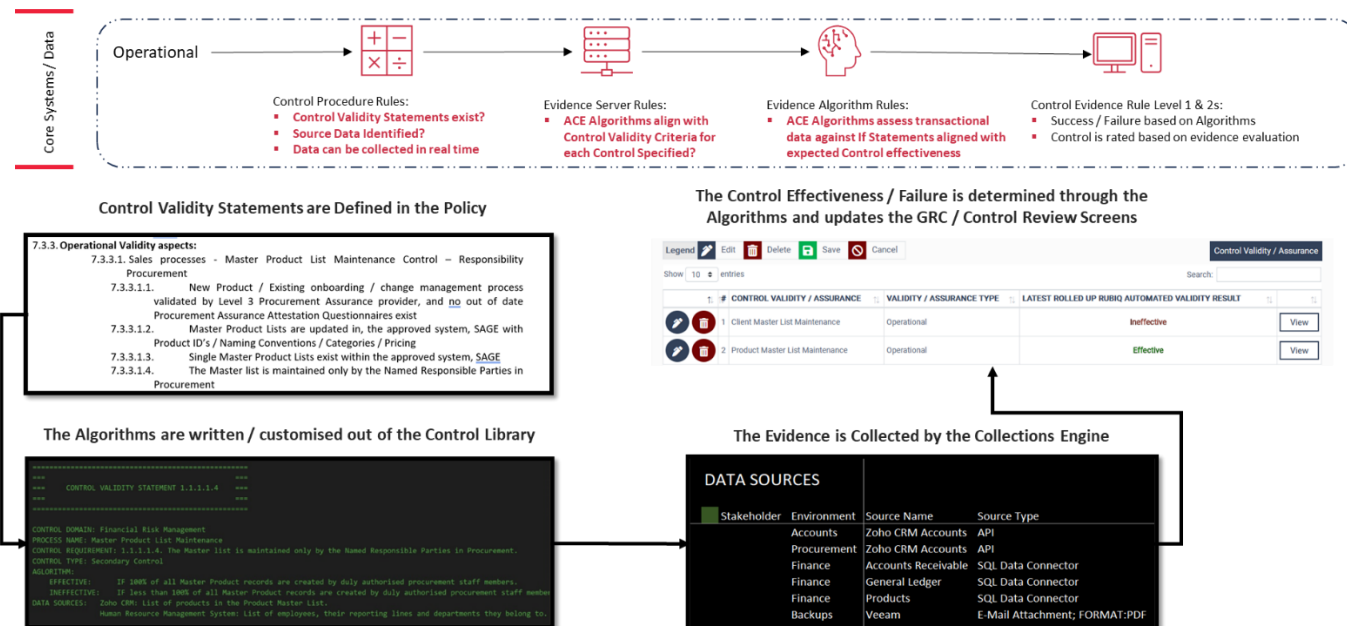 Core Systems / Data
Operational
Control Procedure Rules:
▪ Control Validity Statements exist?
▪ Source Data Identified?
▪ Data can be collected in real time
Evidence Server Rules:
▪ ACE Algorithms align with
Control Validity Criteria for
each Control Specified?
Evidence Algorithm Rules:
▪ ACE Algorithms assess transactional
data against If Statements aligned with
expected Control effectiveness
Control Evidence Rule Level 1 & 2s:
▪ Success / Failure based on Algorithms
▪ Control is rated based on evidence evaluation
Control Validity Statements are Defined in the Policy
7.3.3. Operational Validity aspects:
7.3.3.1. Sales processes - Master Product List Maintenance Control – Responsibility
Procurement
7.3.3.1.1. New Product / Existing onboarding / change management process
validated by Level 3 Procurement Assurance provider, and no out of date
Procurement Assurance Attestation Questionnaires exist
7.3.3.1.2. Master Product Lists are updated in, the approved system, SAGE with
Product ID's / Naming Conventions / Categories / Pricing
7.3.3.1.3. Single Master Product Lists exist within the approved system, SAGE
7.3.3.1.4. The Master list is maintained only by the Named Responsible Parties in
Procurement
The Control Effectiveness / Failure is determined through the
Algorithms and updates the GRC / Control Review Screens
Legend Edit Delete Save Cancel Control Validity / Assurance
Show 10 entries Search:
# CONTROL VALIDITY / ASSURANCE VALIDITY / ASSURANCE TYPE LATEST ROLLED UP RUBIQ AUTOMATED VALIDITY RESULT
1 Client Master List Maintenance Operational Ineffective View
2 Product Master List Maintenance Operational Effective View
The Algorithms are written / customised out of the Control Library
=== ===
=== CONTROL VALIDITY STATEMENT 1.1.1.1.4 ===
=== ===
CONTROL DOMAIN: Financial Risk Management
PROCESS NAME: Master Product List Maintenance
CONTROL REQUIREMENT: 1.1.1.1.4. The Master list is maintained only by the Named Responsible Parties in Procurement.
CONTROL TYPE: Secondary Control
AGLORITHM:
EFFECTIVE: IF 100% of all Master Product records are created by duly authorised procurement staff members.
INEFFECTIVE: IF less than 100% of all Master Product records are created by duly authorised procurement staff member
DATA SOURCES: Zoho CRM: List of products in the Product Master List.
Human Resource Management System: List of employees, their reporting lines and departments they belong to.
The Evidence is Collected by the Collections Engine
DATA SOURCES
Stakeholder Environment Source Name Source Type
Accounts Zoho CRM Accounts API
Procurement Zoho CRM Accounts API
Finance Accounts Receivable SQL Data Connector
Finance General Ledger SQL Data Connector
Finance Products SQL Data Connector
Backups Veeam E-Mail Attachment; FORMAT:PDF